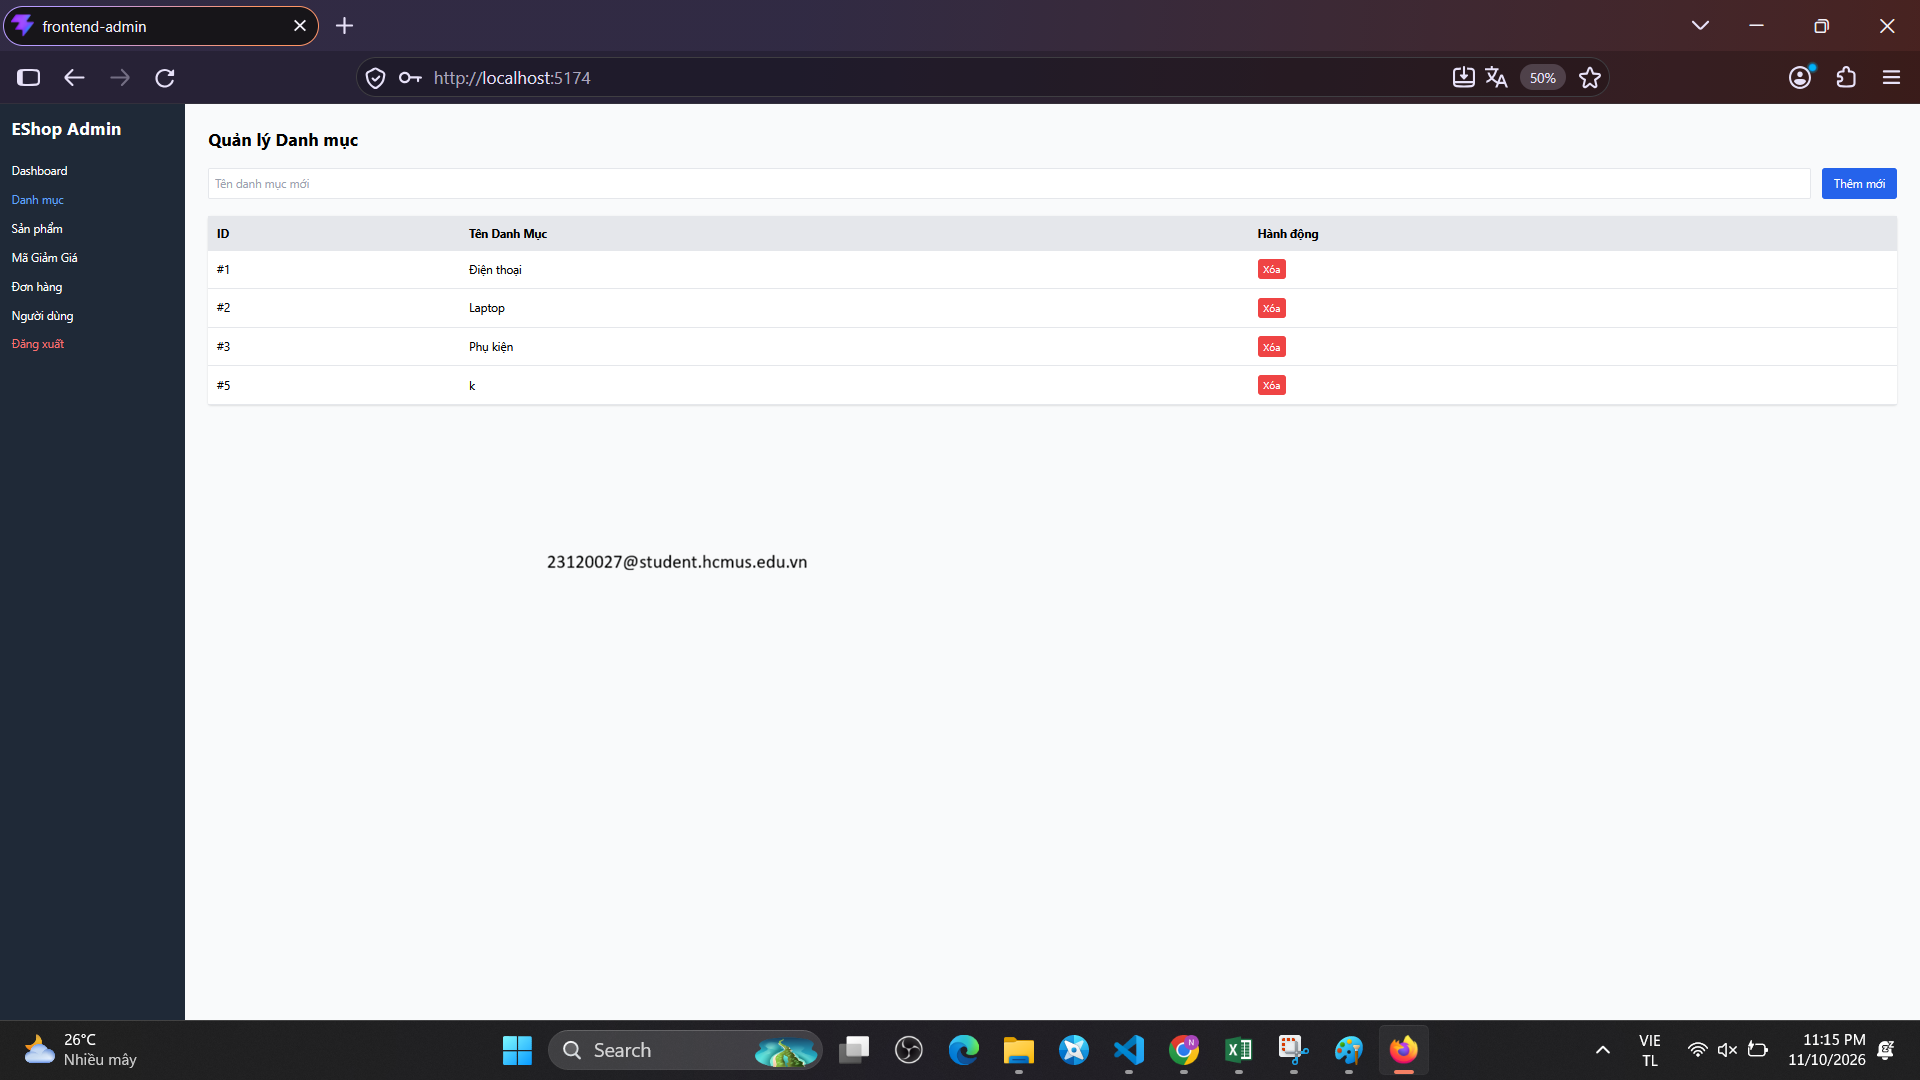 frontend-admin
http://localhost:5174
50%
EShop Admin
Dashboard
Danh mục
Sản phẩm
Mã Giảm Giá
Đơn hàng
Người dùng
Đăng xuất
Quản lý Danh mục
Tên danh mục mới
Thêm mới
ID Tên Danh Mục Hành động
#1 Điện thoại Xóa
#2 Laptop Xóa
#3 Phụ kiện Xóa
#5 k Xóa
23120027@student.hcmus.edu.vn
26°C
Nhiều mây
Search
N
VIE
TL
11:15 PM
11/10/2026